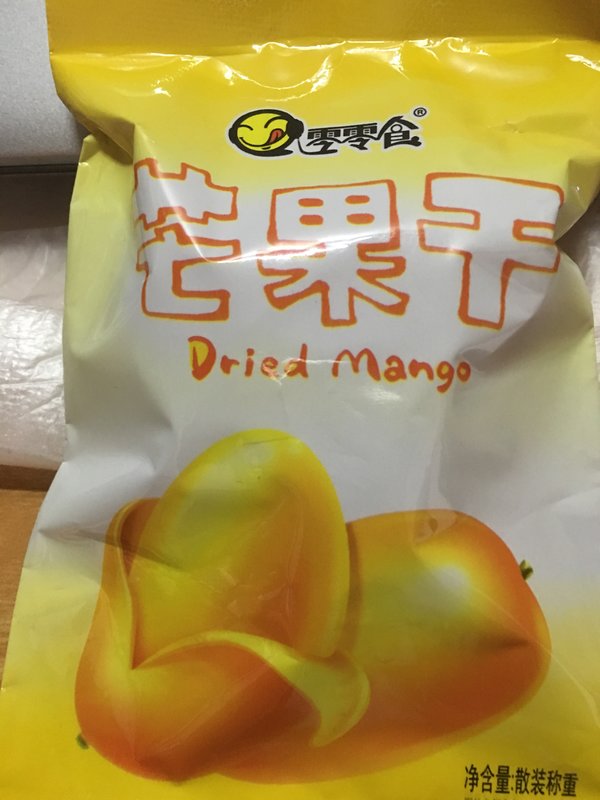 零零食®
芒果干
Dried Mango
净含量:散装称重